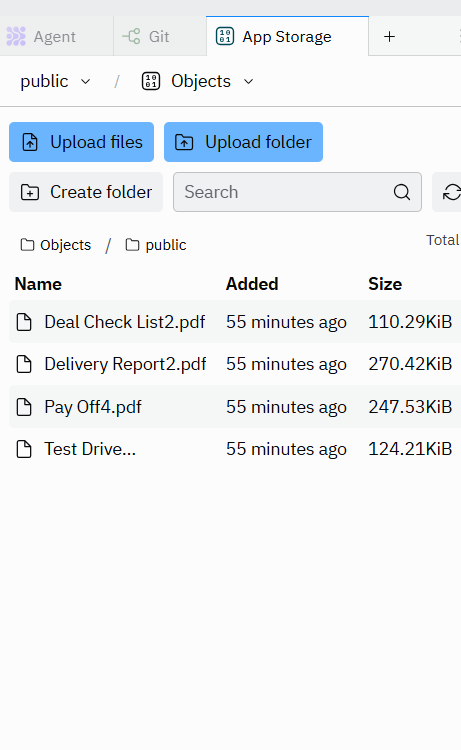 Agent Git App Storage +
public / Objects
Upload files Upload folder
Create folder Search
Objects / public Total
Name Added Size
Deal Check List2.pdf 55 minutes ago 110.29KiB
Delivery Report2.pdf 55 minutes ago 270.42KiB
Pay Off4.pdf 55 minutes ago 247.53KiB
Test Drive... 55 minutes ago 124.21KiB